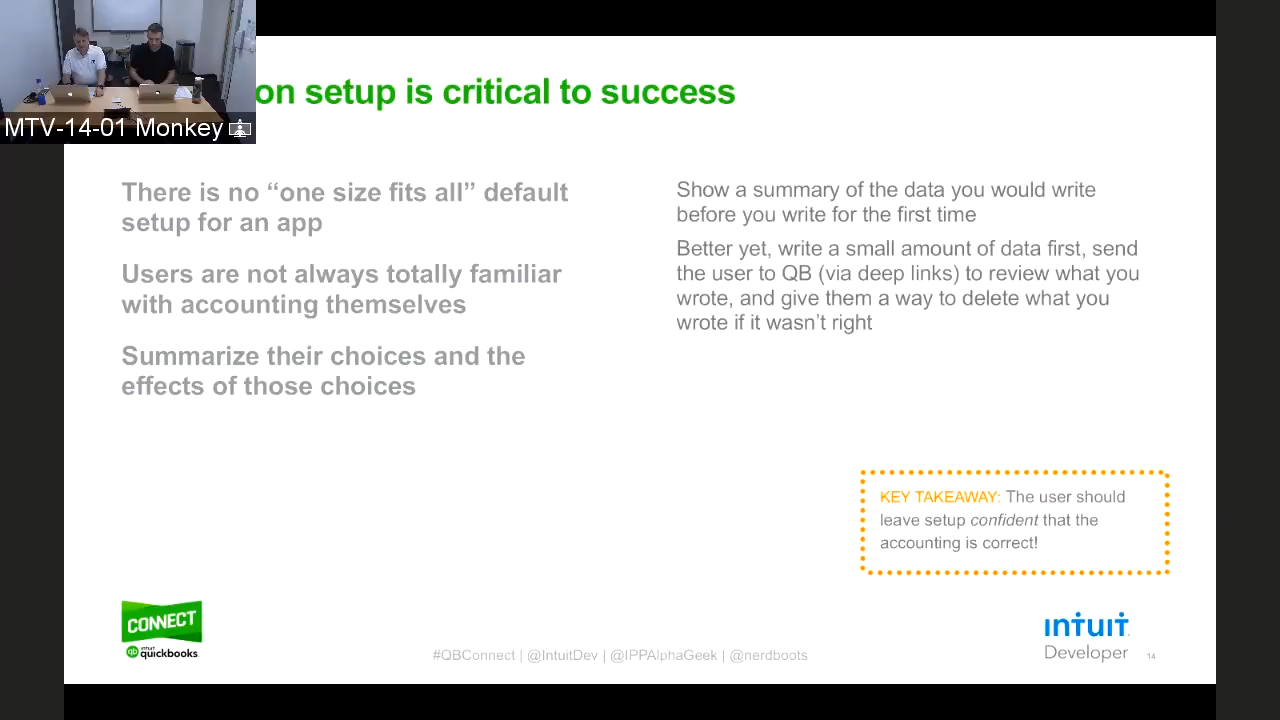 on setup is critical to success
MTV-14-01 Monkey
There is no “one size fits all” default
setup for an app
Users are not always totally familiar
with accounting themselves
Summarize their choices and the
effects of those choices
Show a summary of the data you would write
before you write for the first time
Better yet, write a small amount of data first, send
the user to QB (via deep links) to review what you
wrote, and give them a way to delete what you
wrote if it wasn’t right
KEY TAKEAWAY: The user should
leave setup confident that the
accounting is correct!
CONNECT
qb intuit
quickbooks
#QBConnect | @IntuitDev | @IPPAlphaGeek | @nerdboots
intuit
Developer
14